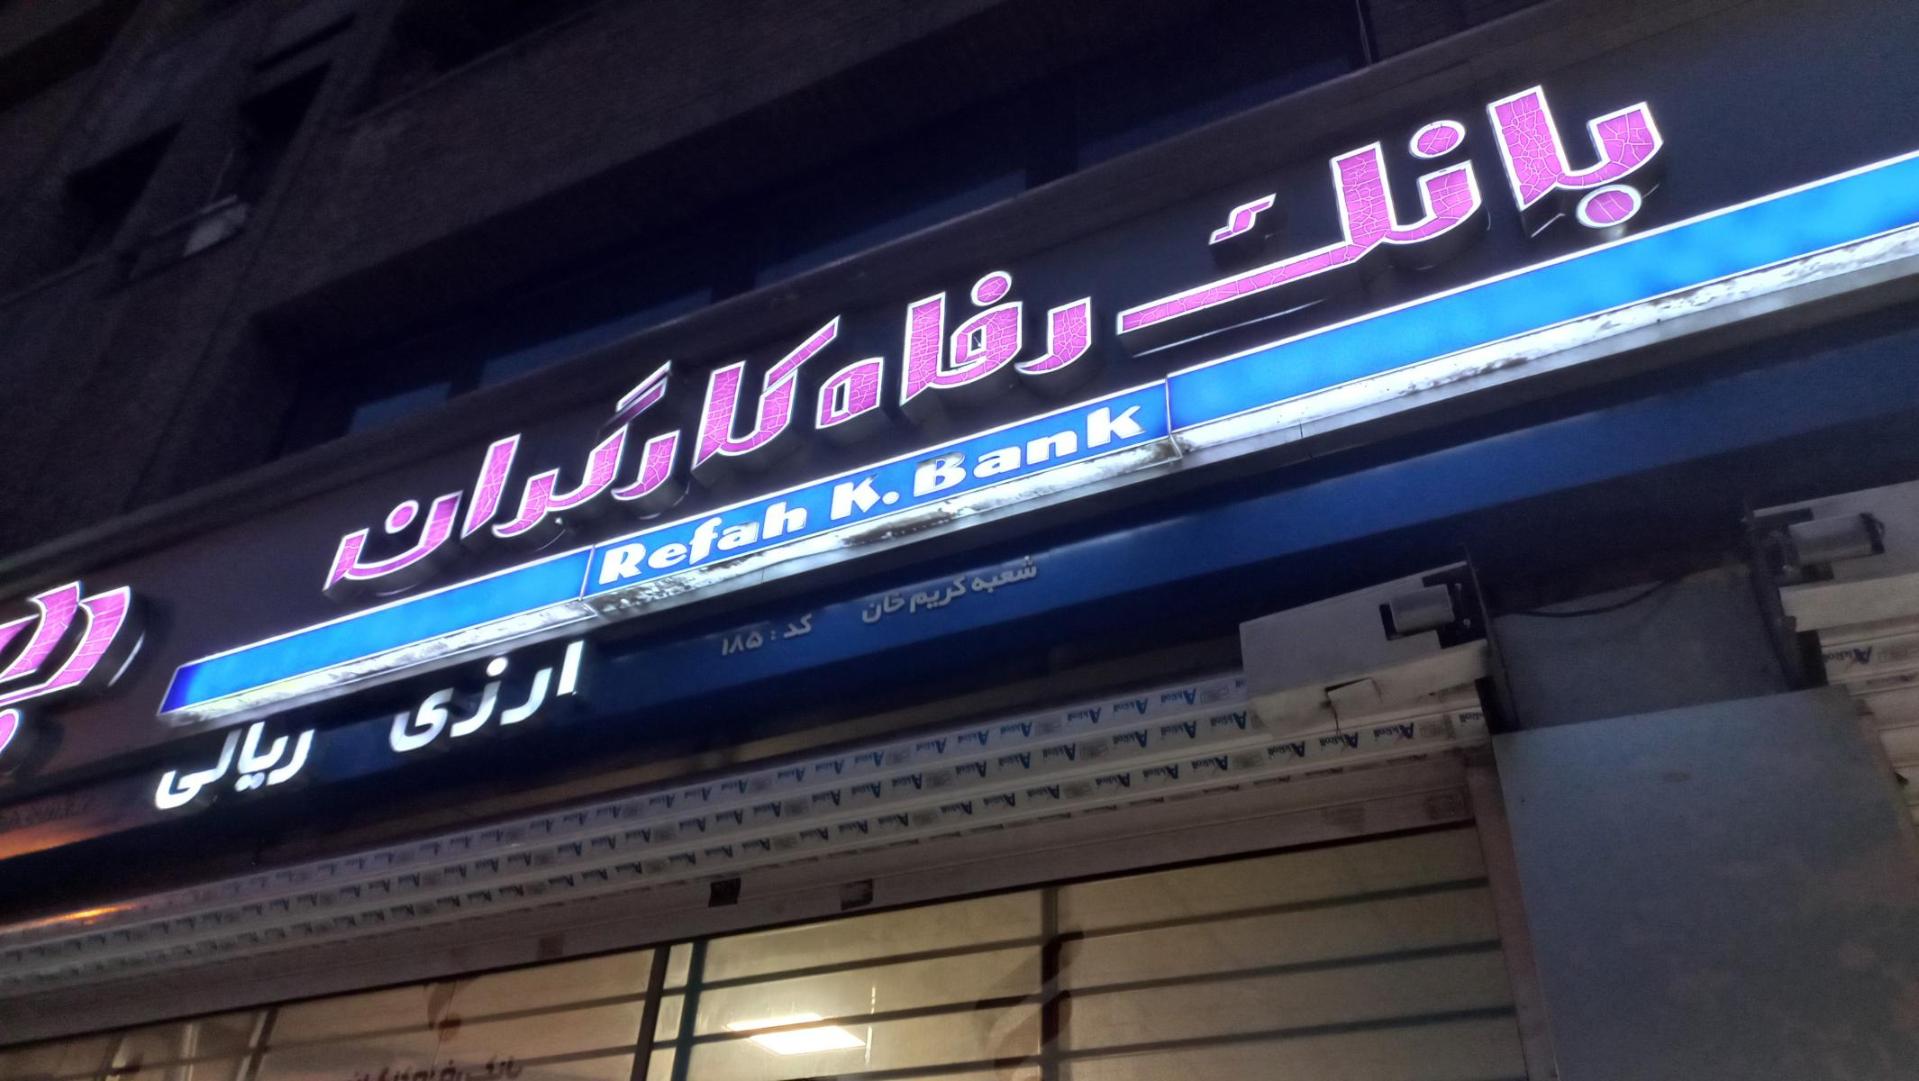 بانک رفاه کارگران
Refah K. Bank
شعبه کریم خان کد : ۱۸۵
ارزی ریالی